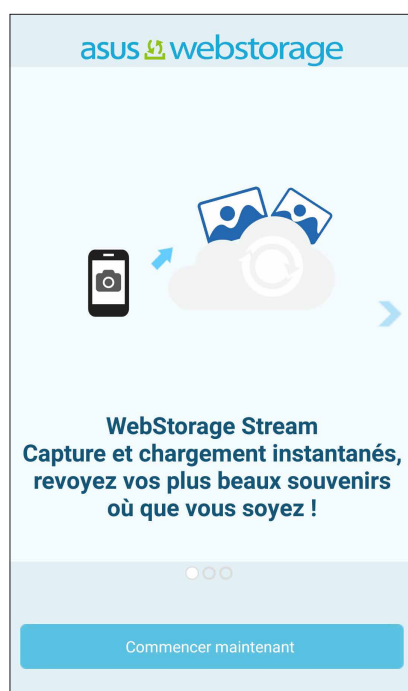 asus webstorage
WebStorage Stream
Capture et chargement instantanés,
revoyez vos plus beaux souvenirs
où que vous soyez !
Commencer maintenant